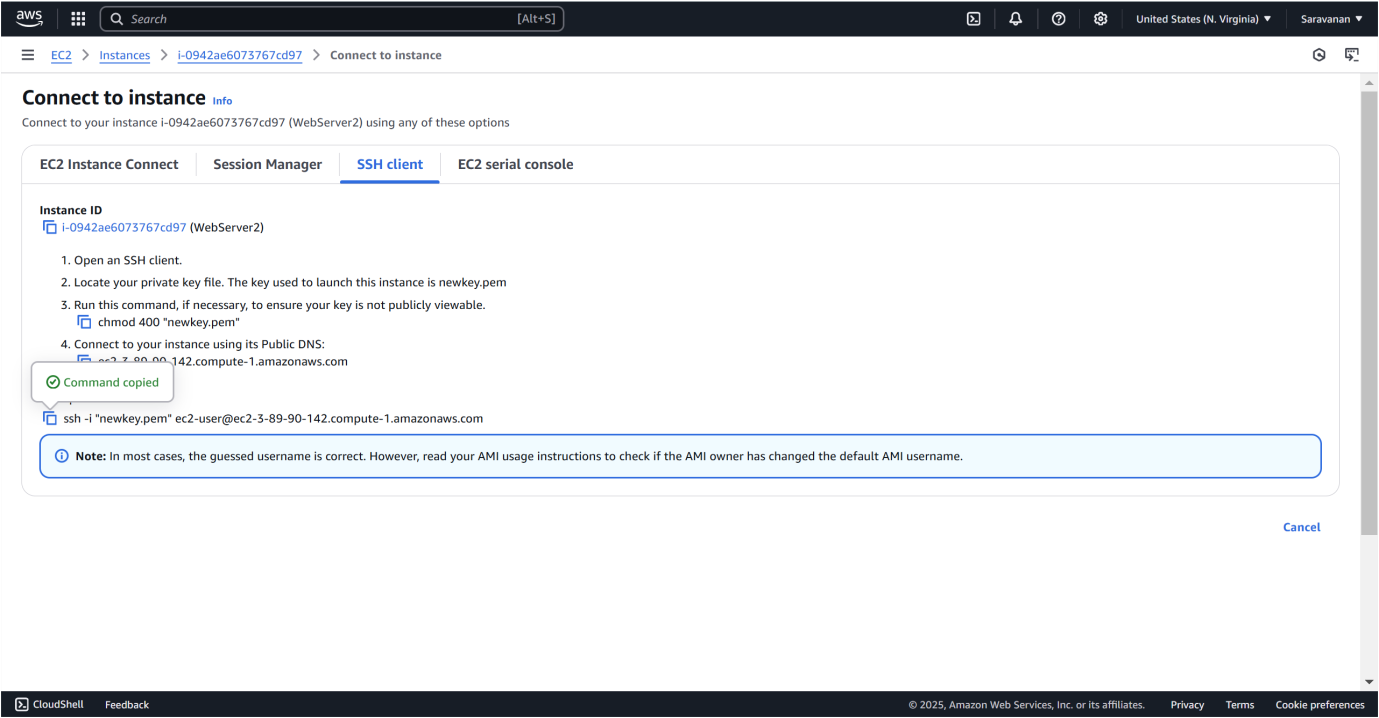 aws Search [Alt+S] United States (N. Virginia) ▼ Saravanan ▼
EC2 > Instances > i-0942ae6073767cd97 > Connect to instance
Connect to instance Info
Connect to your instance i-0942ae6073767cd97 (WebServer2) using any of these options
EC2 Instance Connect Session Manager SSH client EC2 serial console
Instance ID
i-0942ae6073767cd97 (WebServer2)
1. Open an SSH client.
2. Locate your private key file. The key used to launch this instance is newkey.pem
3. Run this command, if necessary, to ensure your key is not publicly viewable.
chmod 400 "newkey.pem"
4. Connect to your instance using its Public DNS:
ec2-3-89-90-142.compute-1.amazonaws.com
Command copied
ssh -i "newkey.pem" ec2-user@ec2-3-89-90-142.compute-1.amazonaws.com
Note: In most cases, the guessed username is correct. However, read your AMI usage instructions to check if the AMI owner has changed the default AMI username.
Cancel
CloudShell Feedback © 2025, Amazon Web Services, Inc. or its affiliates. Privacy Terms Cookie preferences